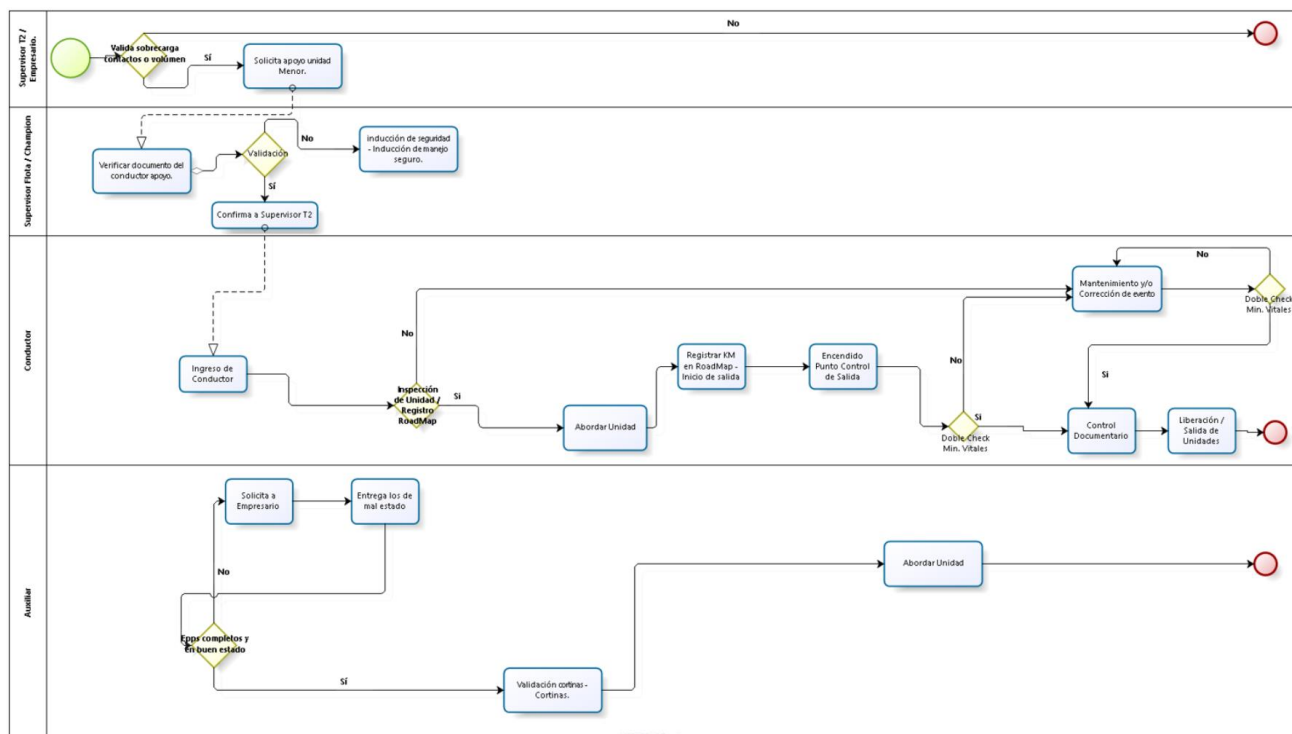 Supervisor T2 /
Empresario.
Valida sobrecarga
contactos o volúmen
Sí
No
Solicita apoyo unidad
Menor.
Supervisor Flota / Champion
Verificar documento del
conductor apoyo.
Validación
No
inducción de seguridad
- Inducción de manejo
seguro.
Sí
Confirma a Supervisor T2
Conductor
Ingreso de
Conductor
Inspección
de Unidad /
Registro
RoadMap
No
Si
Abordar Unidad
Registrar KM
en RoadMap -
Inicio de salida
Encendido
Punto Control
de Salida
Doble Check
Min. Vitales
No
Si
Mantenimiento y/o
Corrección de evento
No
Doble Check
Min. Vitales
Si
Control
Documentario
Liberación /
Salida de
Unidades
Auxiliar
Solicita a
Empresario
Entrega los de
mal estado
No
Epps completos y
en buen estado
Sí
Validación cortinas -
Cortinas.
Abordar Unidad